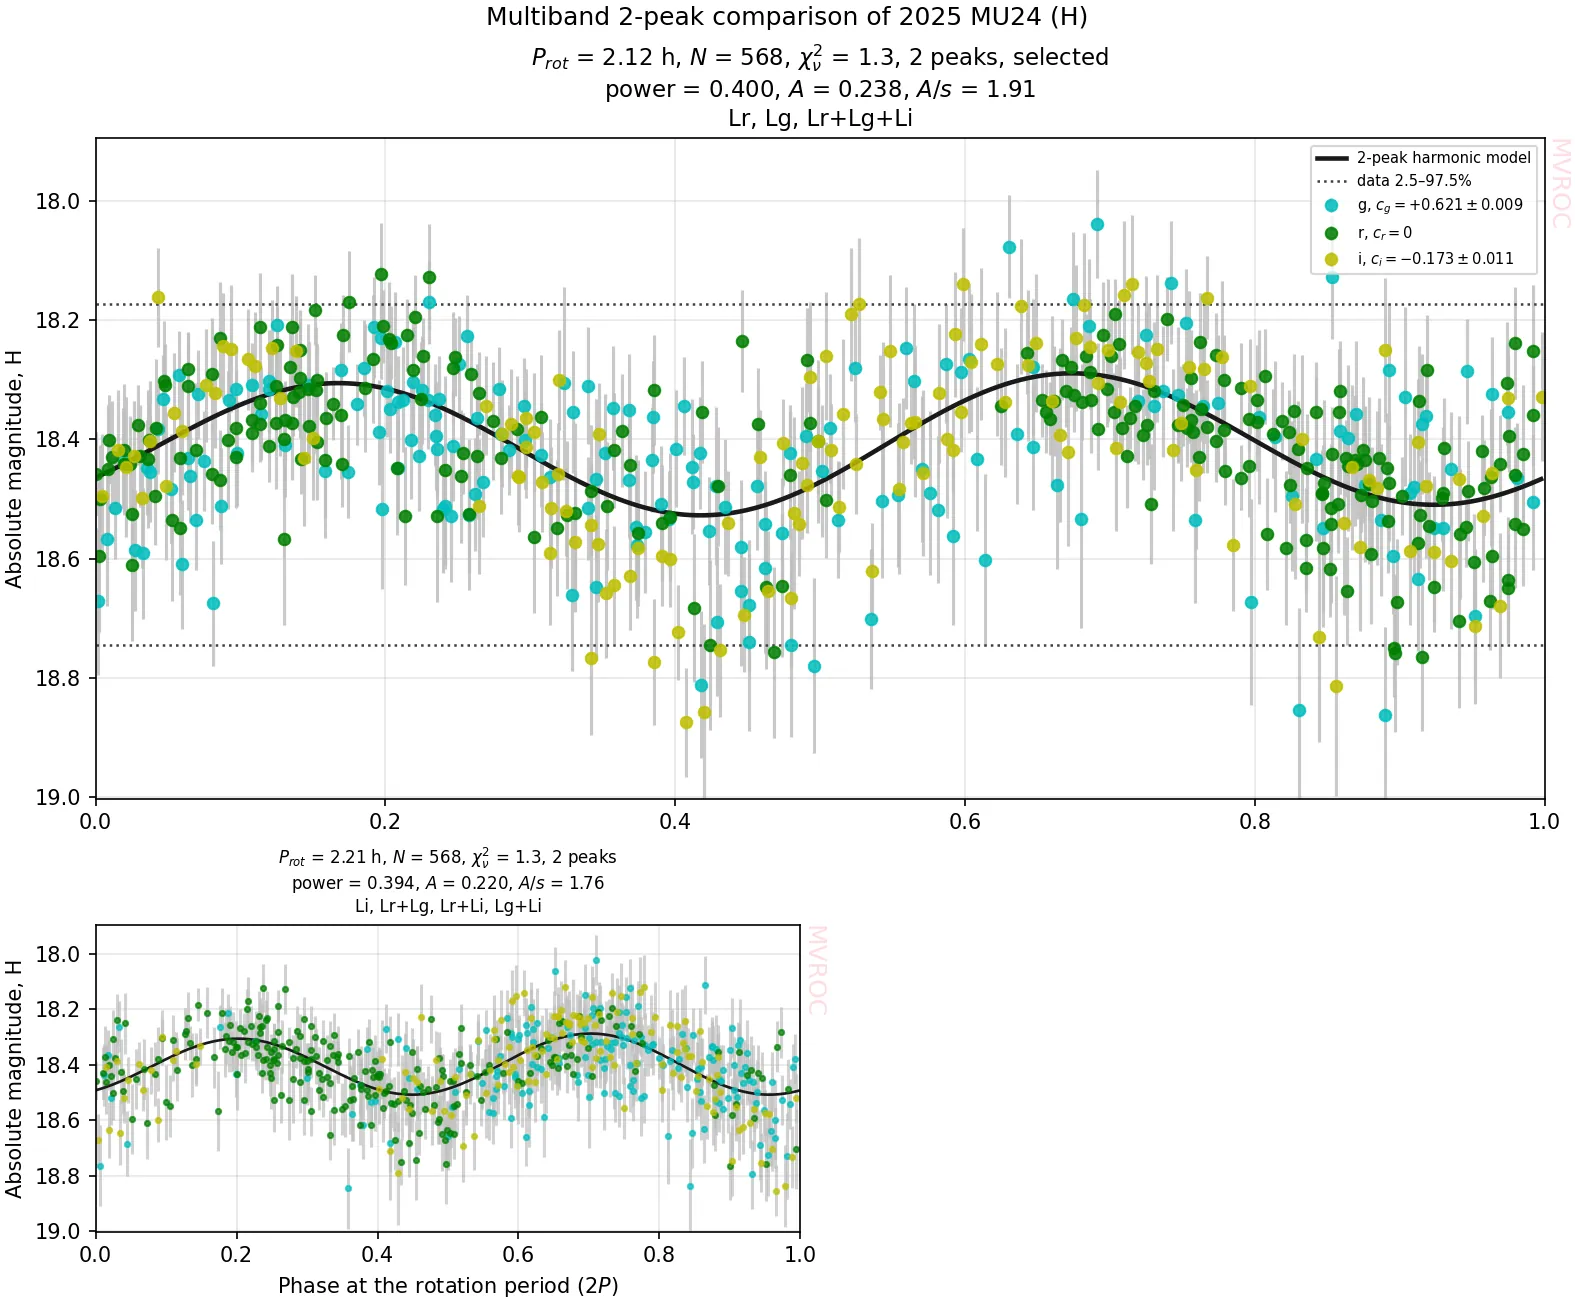 Multiband 2-peak comparison of 2025 MU24 (H)
P_rot = 2.12 h, N = 568, χ²_ν = 1.3, 2 peaks, selected
power = 0.400, A = 0.238, A/s = 1.91
Lr, Lg, Lr+Lg+Li
MVROC
2-peak harmonic model
data 2.5–97.5%
g, c_g = +0.621 ± 0.009
r, c_r = 0
i, c_i = −0.173 ± 0.011
Absolute magnitude, H
18.0
18.2
18.4
18.6
18.8
19.0
0.0 0.2 0.4 0.6 0.8 1.0
P_rot = 2.21 h, N = 568, χ²_ν = 1.3, 2 peaks
power = 0.394, A = 0.220, A/s = 1.76
Li, Lr+Lg, Lr+Li, Lg+Li
MVROC
Absolute magnitude, H
18.0
18.2
18.4
18.6
18.8
19.0
0.0 0.2 0.4 0.6 0.8 1.0
Phase at the rotation period (2P)